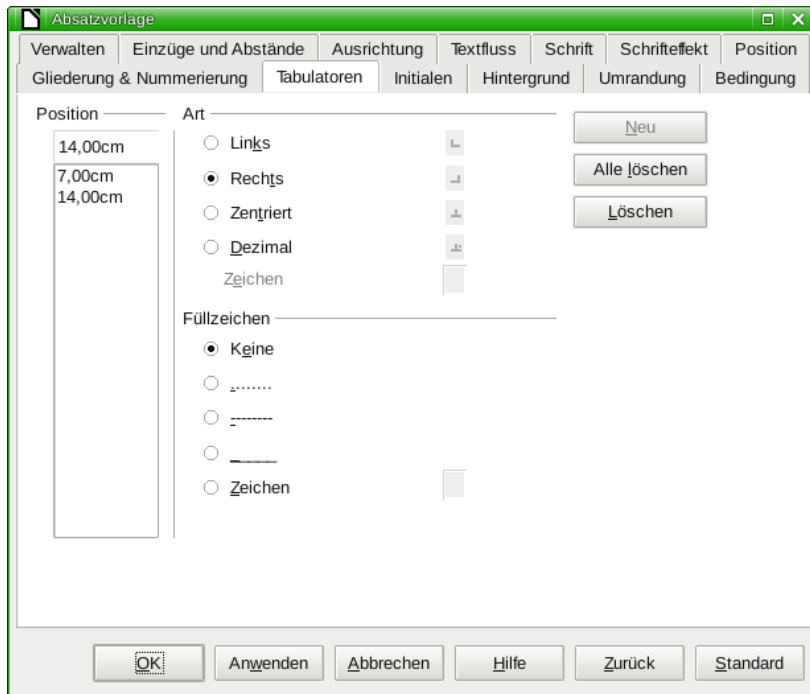 Absatzvorlage
Verwalten Einzüge und Abstände Ausrichtung Textfluss Schrift Schrifteffekt Position
Gliederung & Nummerierung Tabulatoren Initialen Hintergrund Umrandung Bedingung
Position
14,00cm
7,00cm
14,00cm
Art
Links
Rechts
Zentriert
Dezimal
Zeichen
Füllzeichen
Keine
........
--------
______
Zeichen
Neu
Alle löschen
Löschen
OK Anwenden Abbrechen Hilfe Zurück Standard